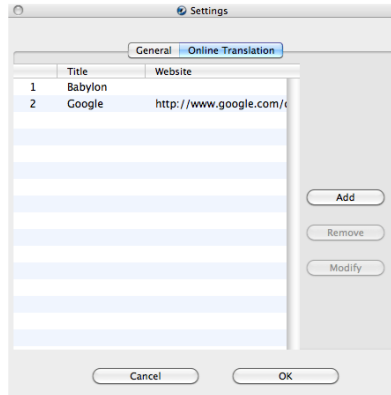 Settings
General Online Translation
Title Website
1 Babylon
2 Google http://www.google.com/
Add
Remove
Modify
Cancel OK